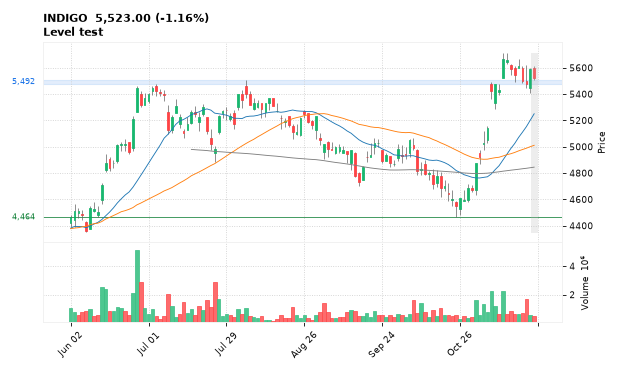 INDIGO 5,523.00 (-1.16%)
Level test
5,492
4,464
5600
5400
5200
5000
4800
4600
4400
Price
4
2
Volume 10⁶
Jun 02
Jul 01
Jul 29
Aug 26
Sep 24
Oct 26